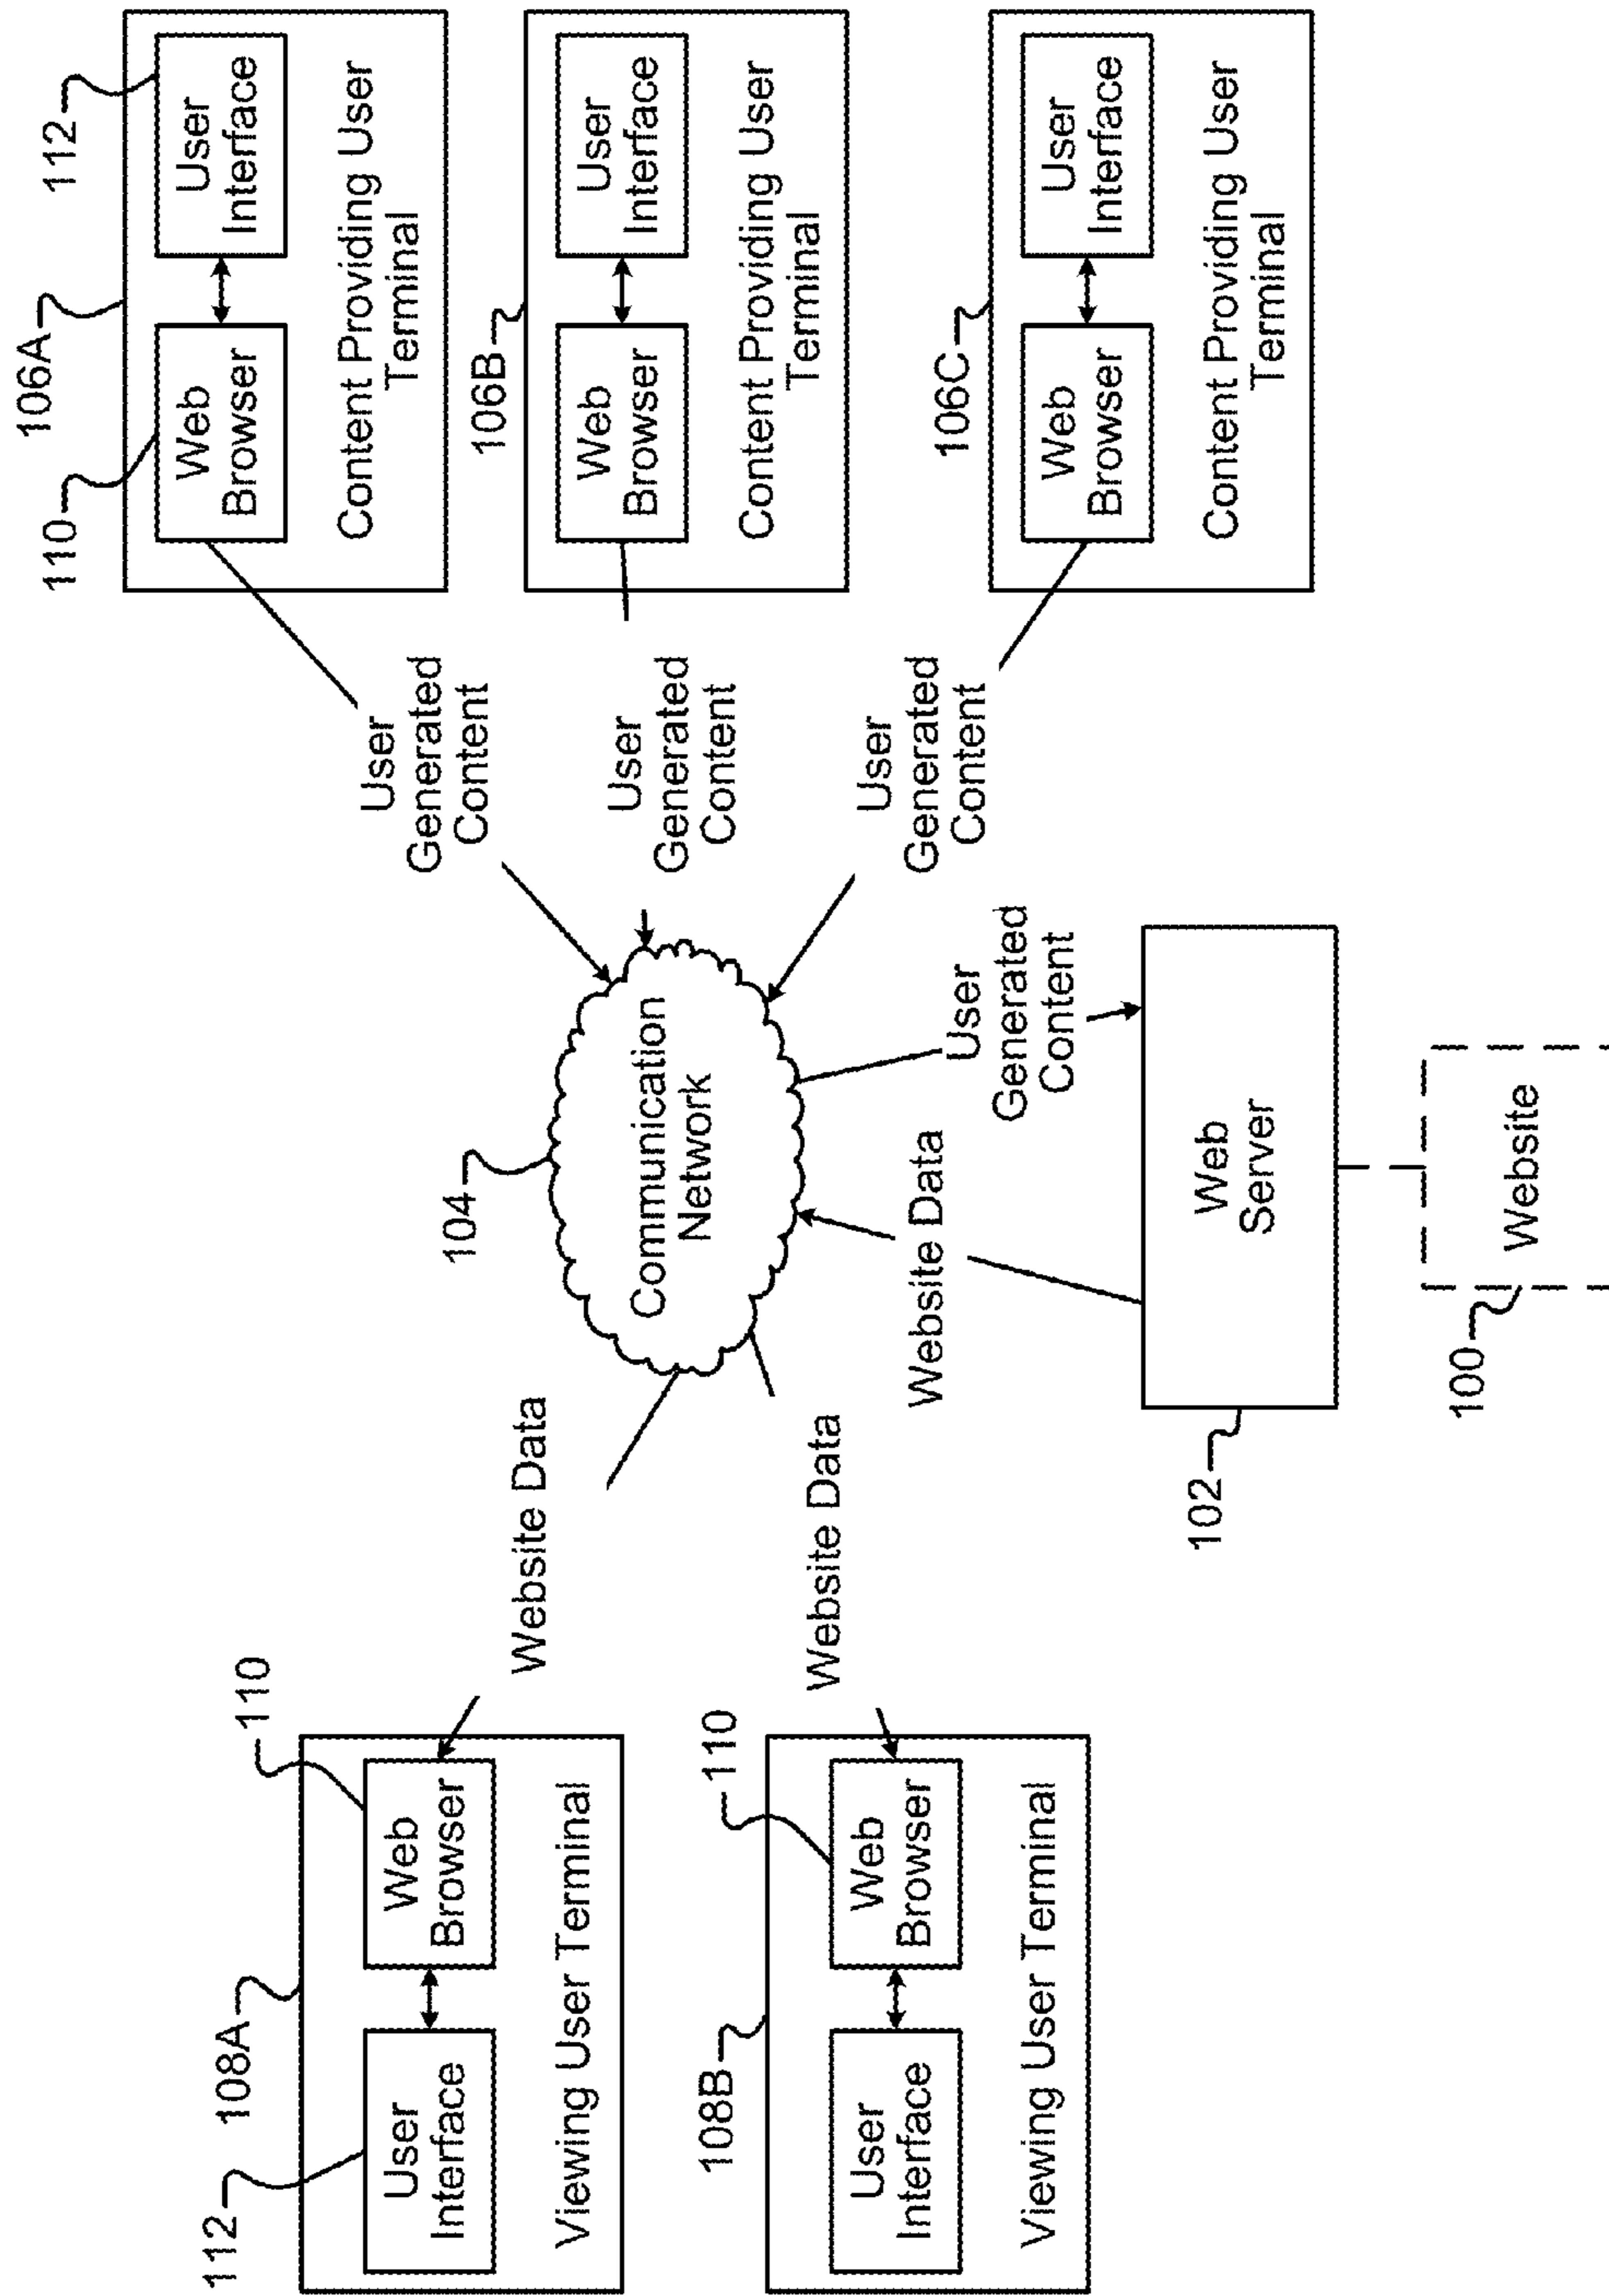 108A
112
User
Interface
Web
Browser
110
Viewing User Terminal
108B
User
Interface
Web
Browser
110
Viewing User Terminal
Website Data
Website Data
104
Communication
Network
Website Data
User
Generated
Content
102
Web
Server
100
Website
User
Generated
Content
User
Generated
Content
User
Generated
Content
106A
110
Web
Browser
112
User
Interface
Content Providing User
Terminal
106B
Web
Browser
User
Interface
Content Providing User
Terminal
106C
Web
Browser
User
Interface
Content Providing User
Terminal